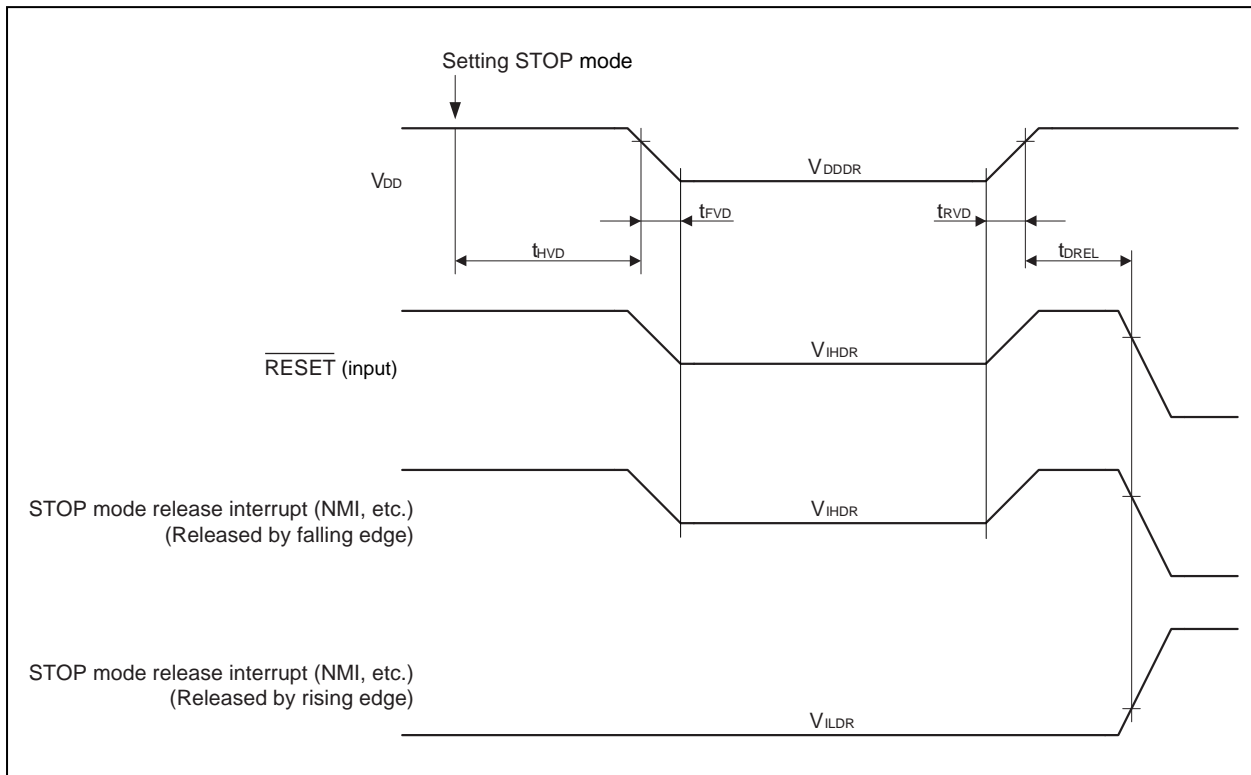 Setting STOP mode
VDD
VDDDR
tFVD
tRVD
tHVD
tDREL
RESET (input)
VIHDR
STOP mode release interrupt (NMI, etc.)
(Released by falling edge)
VIHDR
STOP mode release interrupt (NMI, etc.)
(Released by rising edge)
VILDR